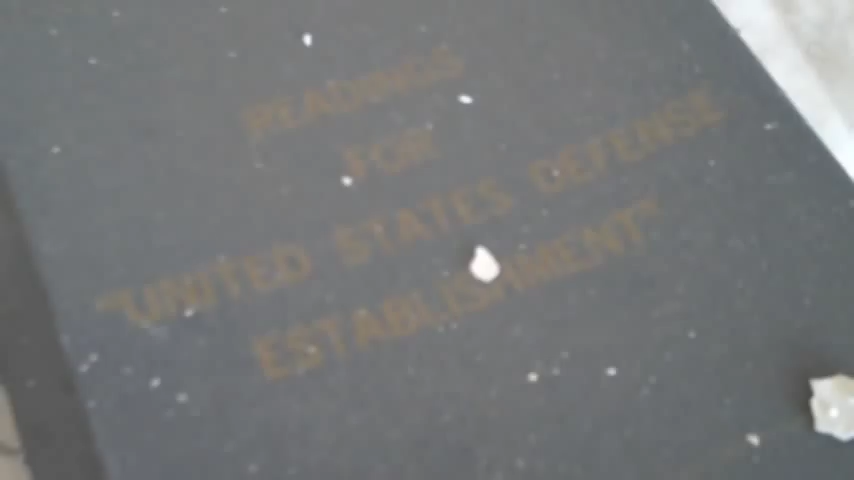 READINGS
FOR
"UNITED STATES DEFENSE
ESTABLISHMENT"